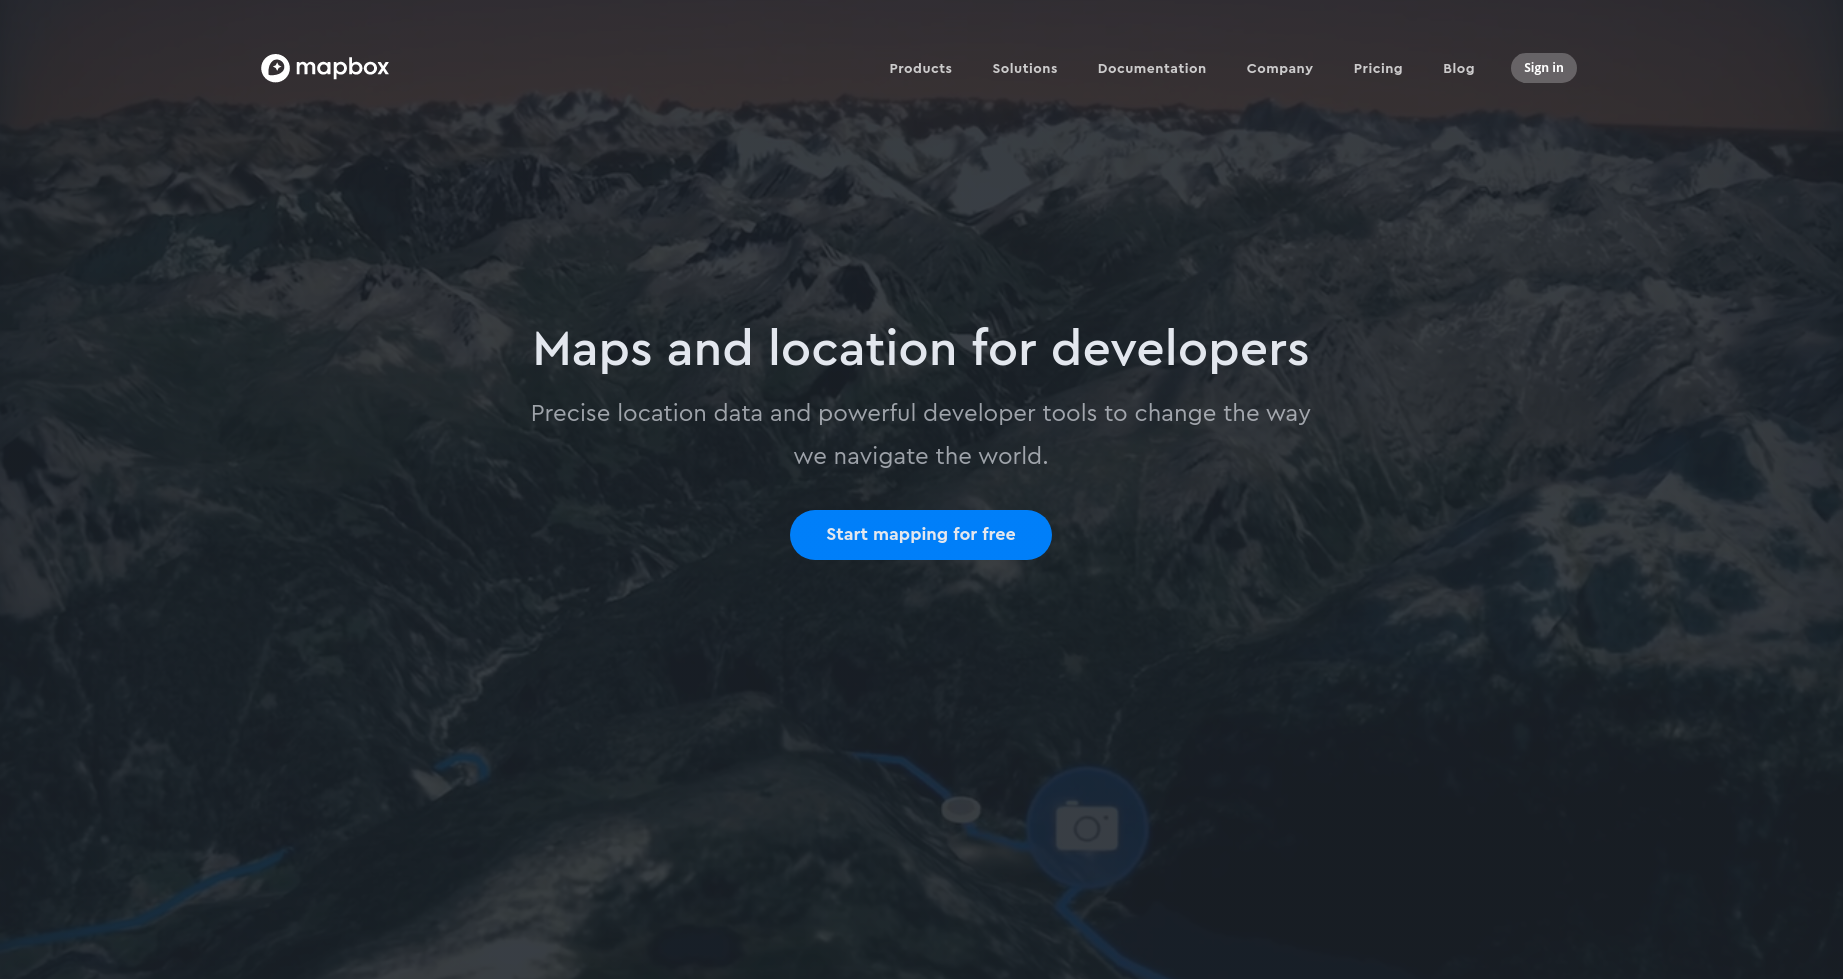 mapbox
Products
Solutions
Documentation
Company
Pricing
Blog
Sign in
Maps and location for developers
Precise location data and powerful developer tools to change the way
we navigate the world.
Start mapping for free